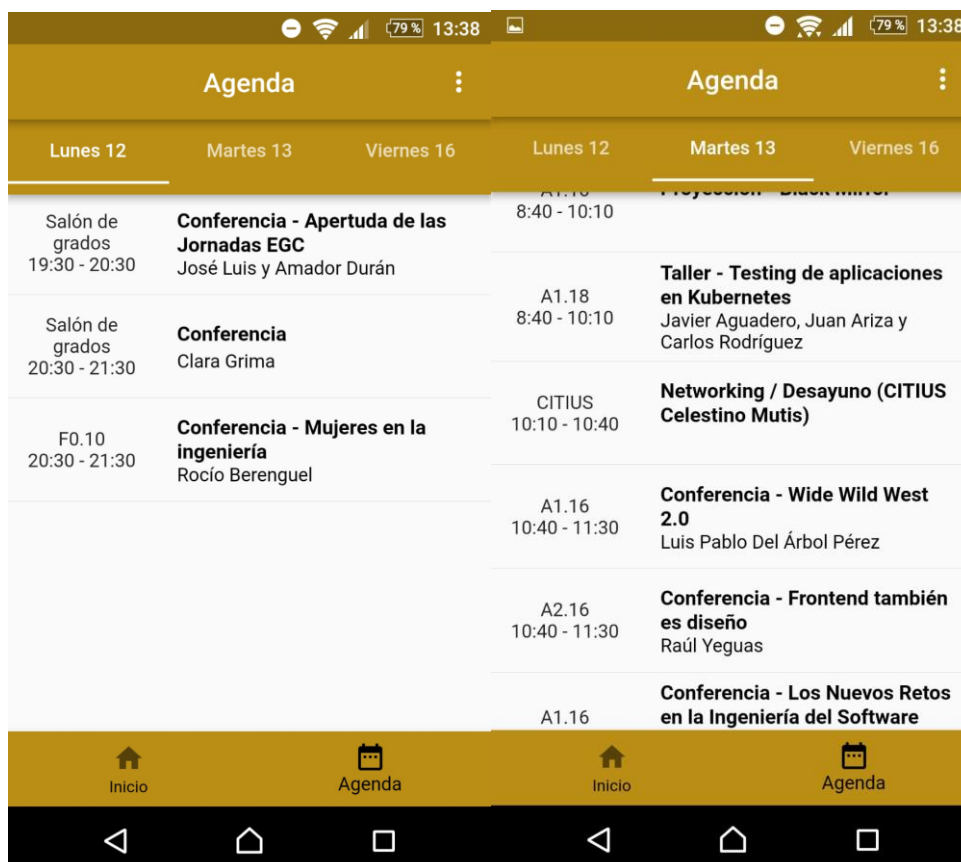 79 % 13:38
Agenda
Lunes 12 Martes 13 Viernes 16
Salón de
grados
19:30 - 20:30
Conferencia - Apertuda de las
Jornadas EGC
José Luis y Amador Durán
Salón de
grados
20:30 - 21:30
Conferencia
Clara Grima
F0.10
20:30 - 21:30
Conferencia - Mujeres en la
ingeniería
Rocío Berenguel
Inicio
Agenda
79 % 13:38
Agenda
Lunes 12 Martes 13 Viernes 16
8:40 - 10:10
Proyección - Black Mirror
A1.18
8:40 - 10:10
Taller - Testing de aplicaciones
en Kubernetes
Javier Aguadero, Juan Ariza y
Carlos Rodríguez
CITIUS
10:10 - 10:40
Networking / Desayuno (CITIUS
Celestino Mutis)
A1.16
10:40 - 11:30
Conferencia - Wide Wild West
2.0
Luis Pablo Del Árbol Pérez
A2.16
10:40 - 11:30
Conferencia - Frontend también
es diseño
Raúl Yeguas
A1.16
Conferencia - Los Nuevos Retos
en la Ingeniería del Software
Inicio
Agenda